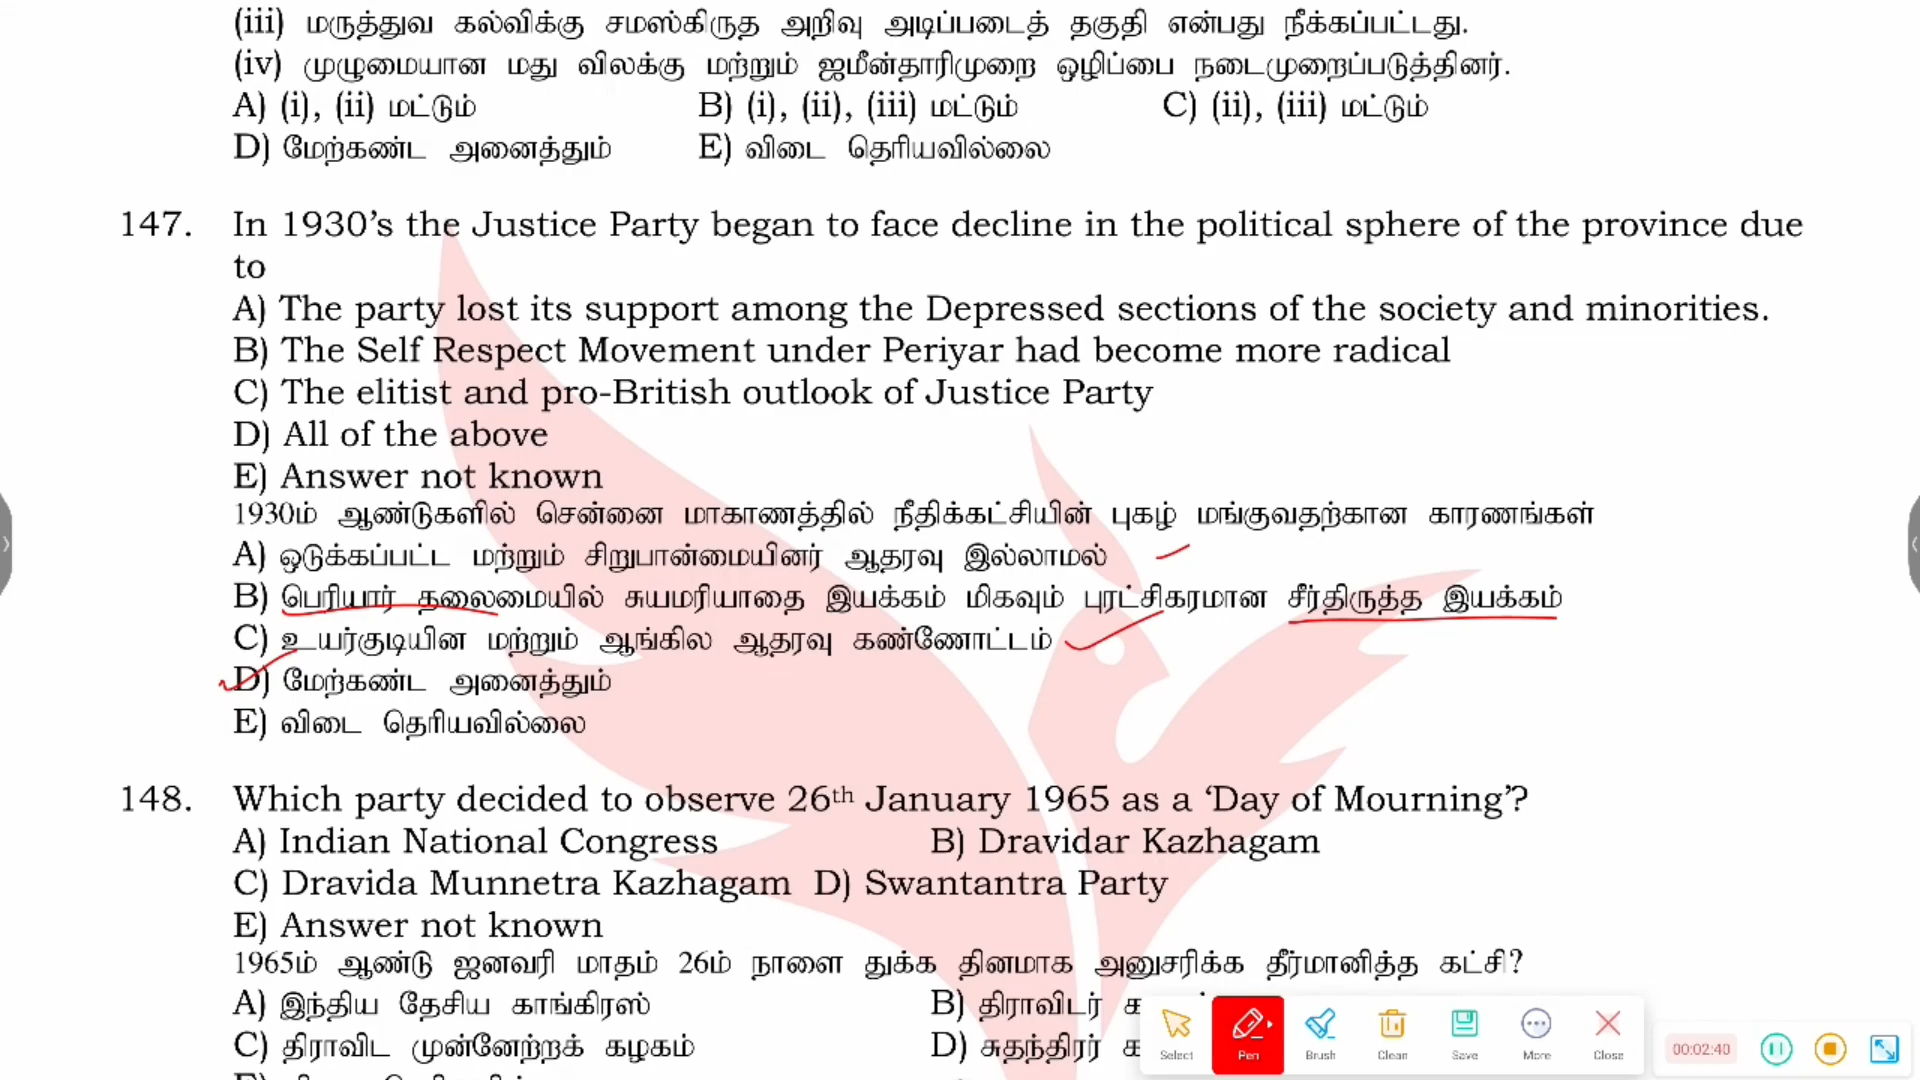 (iii) மருத்துவ கல்விக்கு சமஸ்கிருத அறிவு அடிப்படைத் தகுதி என்பது நீக்கப்பட்டது.
(iv) முழுமையான மது விலக்கு மற்றும் ஜமீன்தாரிமுறை ஒழிப்பை நடைமுறைப்படுத்தினர்.
A) (i), (ii) மட்டும் B) (i), (ii), (iii) மட்டும் C) (ii), (iii) மட்டும்
D) மேற்கண்ட அனைத்தும் E) விடை தெரியவில்லை
147. In 1930’s the Justice Party began to face decline in the political sphere of the province due
to
A) The party lost its support among the Depressed sections of the society and minorities.
B) The Self Respect Movement under Periyar had become more radical
C) The elitist and pro-British outlook of Justice Party
D) All of the above
E) Answer not known
1930ம் ஆண்டுகளில் சென்னை மாகாணத்தில் நீதிக்கட்சியின் புகழ் மங்குவதற்கான காரணங்கள்
A) ஒடுக்கப்பட்ட மற்றும் சிறுபான்மையினர் ஆதரவு இல்லாமல்
B) பெரியார் தலைமையில் சுயமரியாதை இயக்கம் மிகவும் புரட்சிகரமான சீர்திருத்த இயக்கம்
C) உயர்குடியின மற்றும் ஆங்கில ஆதரவு கண்ணோட்டம்
D) மேற்கண்ட அனைத்தும்
E) விடை தெரியவில்லை
148. Which party decided to observe 26th January 1965 as a ‘Day of Mourning’?
A) Indian National Congress B) Dravidar Kazhagam
C) Dravida Munnetra Kazhagam D) Swantantra Party
E) Answer not known
1965ம் ஆண்டு ஜனவரி மாதம் 26ம் நாளை துக்க தினமாக அனுசரிக்க தீர்மானித்த கட்சி?
A) இந்திய தேசிய காங்கிரஸ் B) திராவிடர்
C) திராவிட முன்னேற்றக் கழகம் D) சுதந்திரர்
Select Pen Brush Clean Save More Close 00:02:40